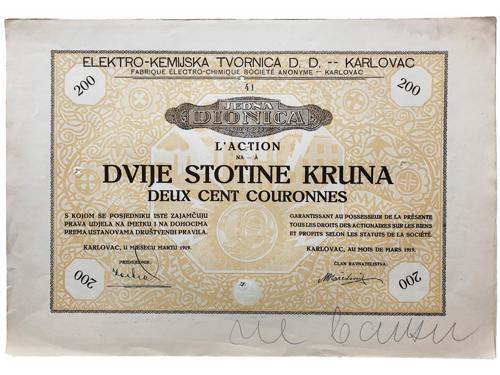 ELEKTRO-KEMIJSKA TVORNICA D. D. -- KARLOVAC
FABRIQUE ÉLECTRO-CHIMIQUE SOCIÉTÉ ANONYME -- KARLOVAC
200
41
200
JEDNA
DIONICA
L'ACTION
NA — À
DVIJE STOTINE KRUNA
DEUX CENT COURONNES
S KOJOM SE POSJEDNIKU ISTE ZAJAMČUJU
PRAVA UDJELA NA IMETKU I NA DOHOCIMA
PREMA USTANOVAMA DRUŠTVENIH PRAVILA.
KARLOVAC, U MJESECU MARTU 1919.
GARANTISSANT AU POSSESSEUR DE LA PRÉSENTE
TOUS LES DROITS DES ACTIONAIRES SUR LES BIENS
ET PROFITS SELON LES STATUTS DE LA SOCIÉTÉ.
KARLOVAC, AU MOIS DE MARS 1919.
PREDSJEDNIK:
ČLAN RAVNATELJSTVA:
200
200